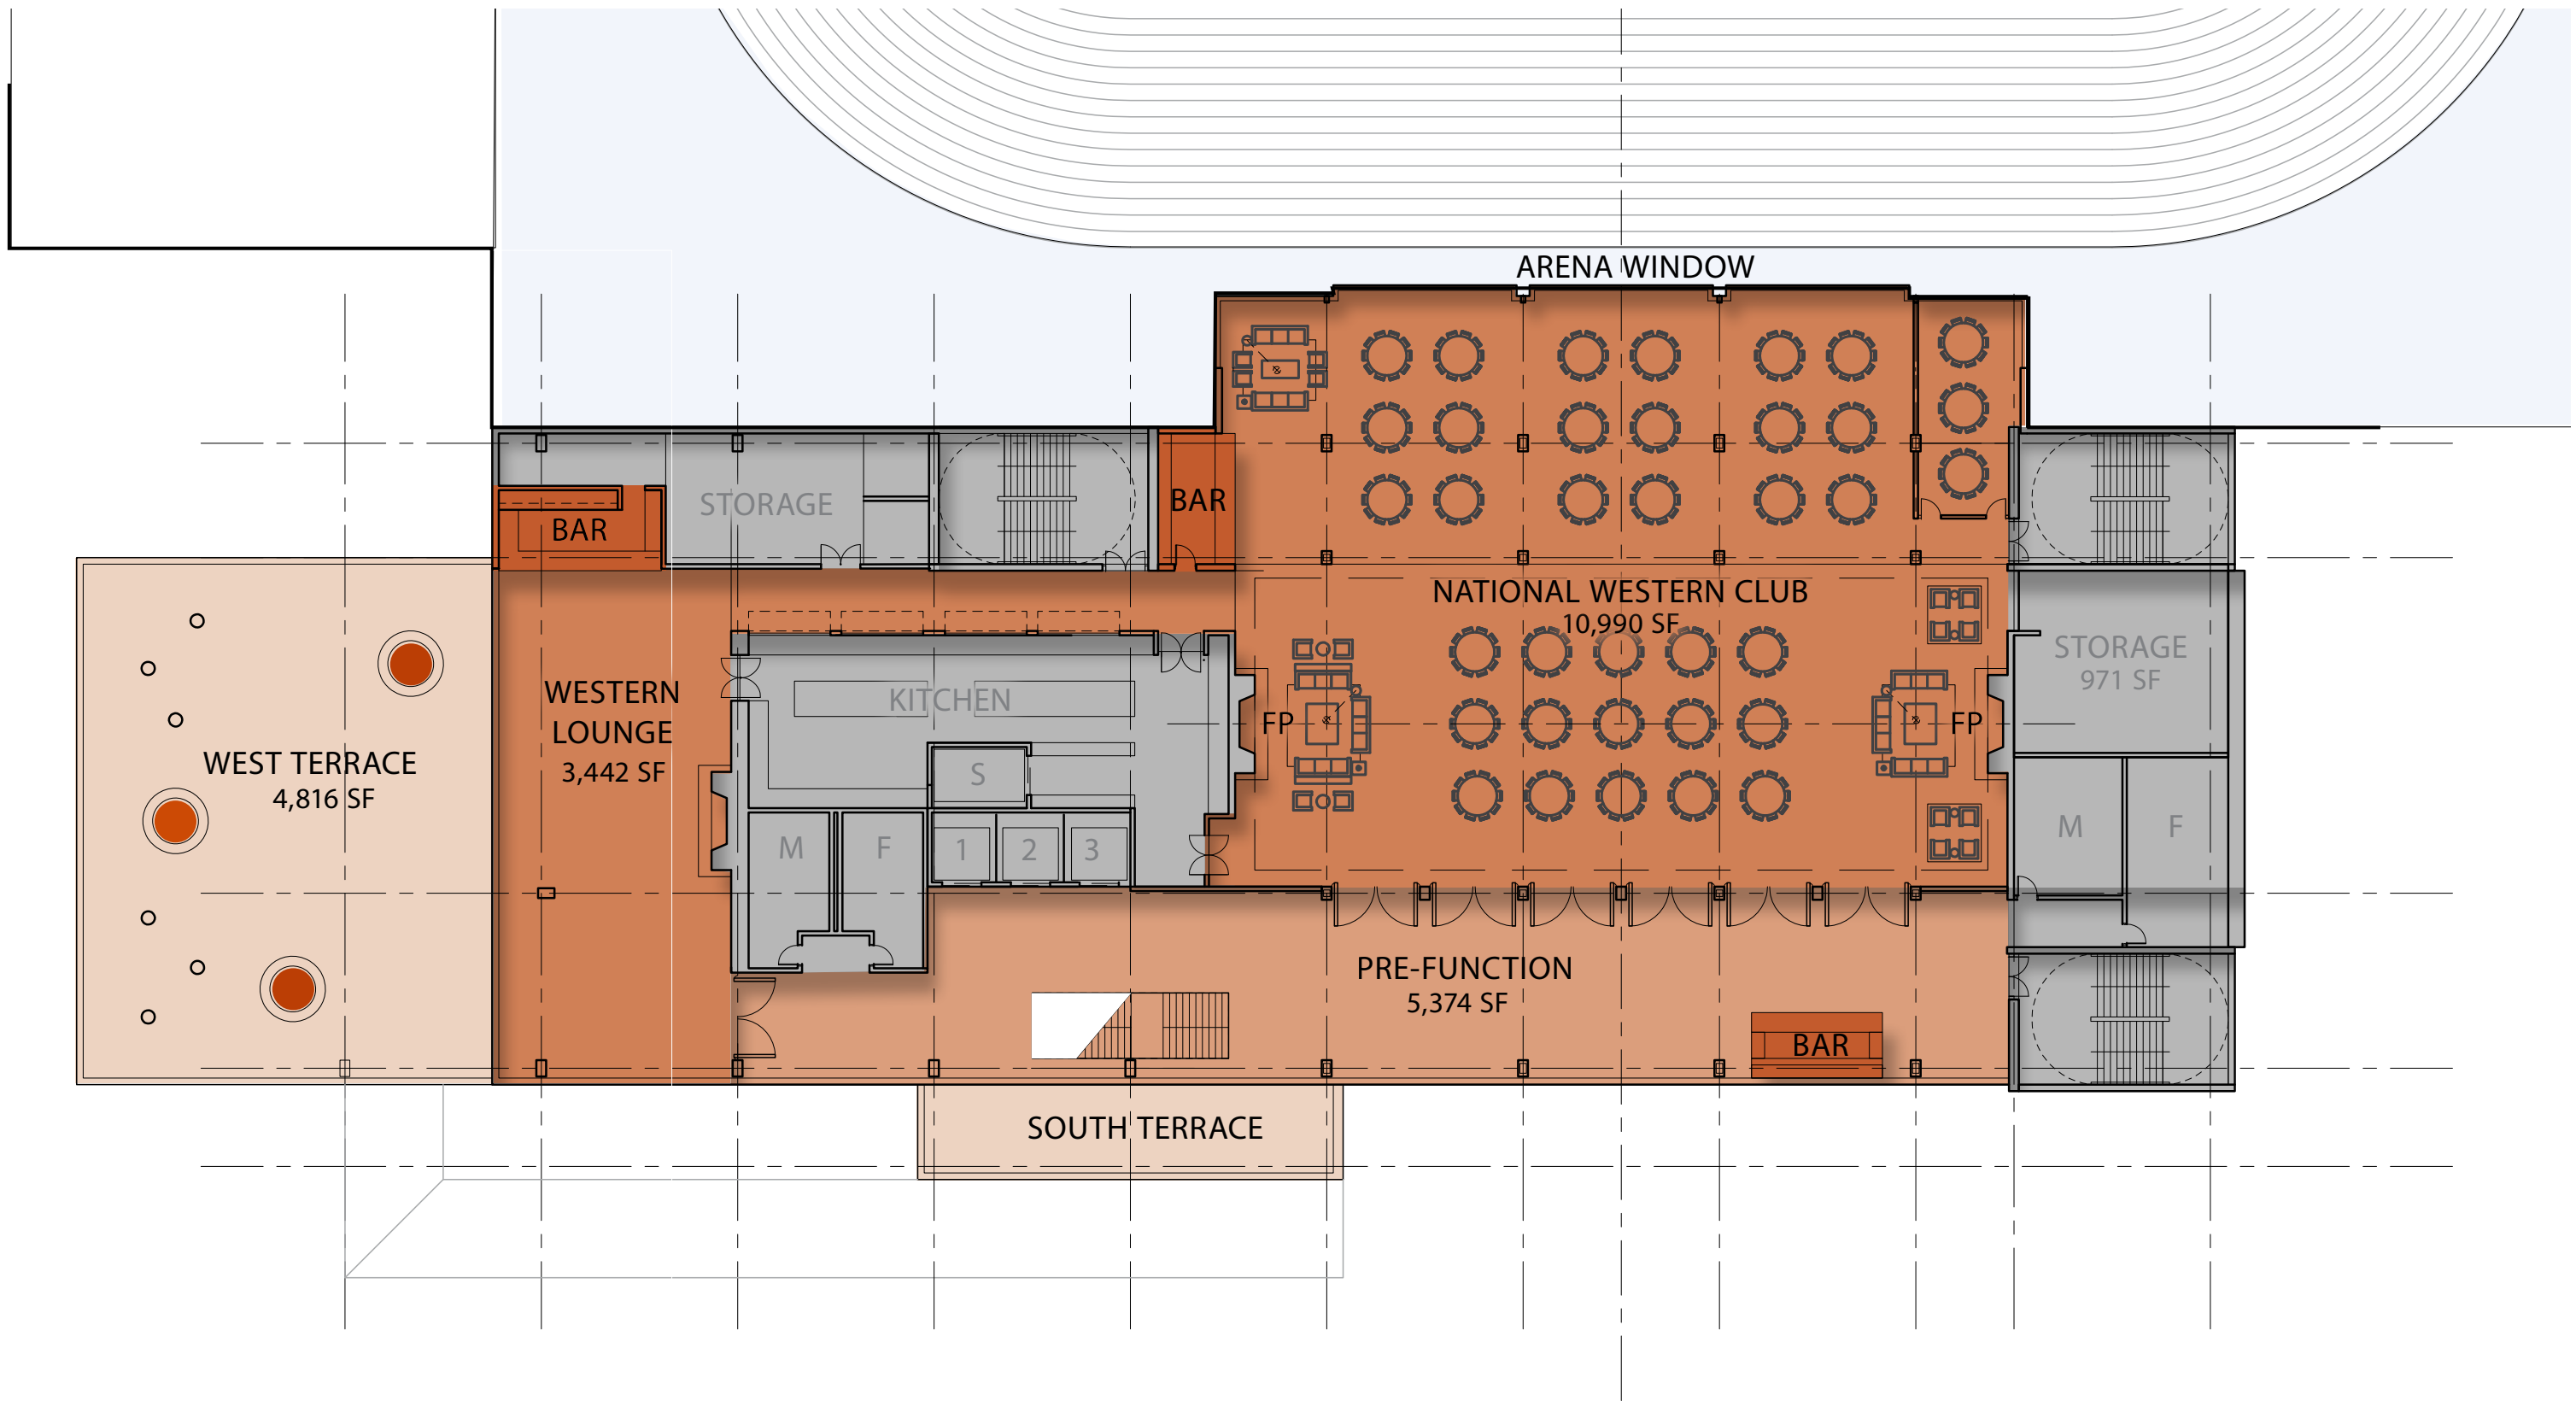 ARENA WINDOW
STORAGE
BAR
BAR
NATIONAL WESTERN CLUB
10,990 SF
STORAGE
971 SF
WESTERN
LOUNGE
3,442 SF
KITCHEN
FP
FP
WEST TERRACE
4,816 SF
S
M
F
1
2
3
M
F
PRE-FUNCTION
5,374 SF
BAR
SOUTH TERRACE